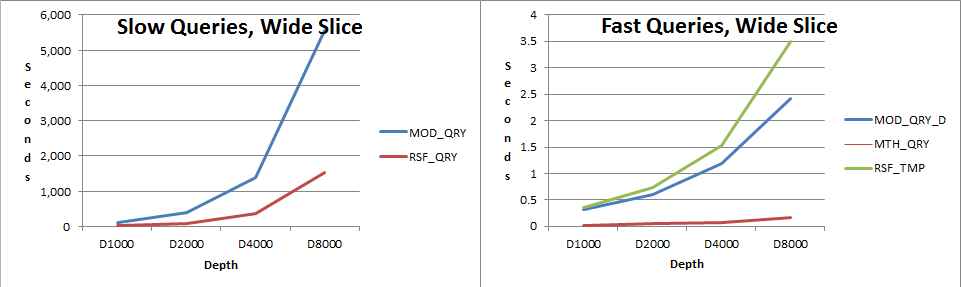 Slow Queries, Wide Slice
6,000
5,000
4,000
3,000
2,000
1,000
0
Seconds
D1000 D2000 D4000 D8000
Depth
MOD_QRY
RSF_QRY
Fast Queries, Wide Slice
4
3.5
3
2.5
2
1.5
1
0.5
0
Seconds
D1000 D2000 D4000 D8000
Depth
MOD_QRY_D
MTH_QRY
RSF_TMP